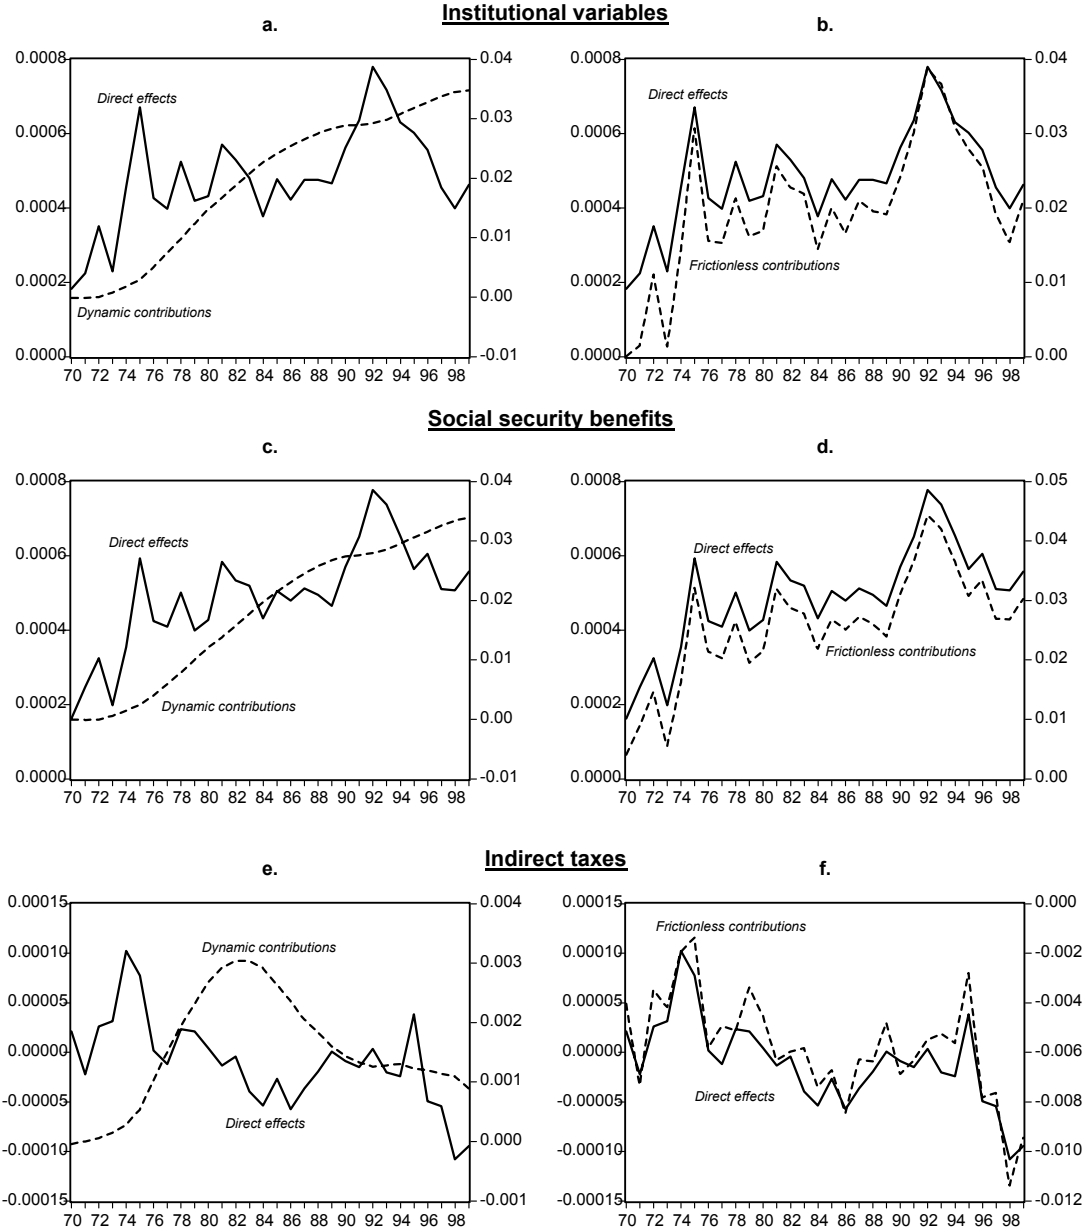 Institutional variables
a.
b.
0.0008
0.0006
0.0004
0.0002
0.0000
0.04
0.03
0.02
0.01
0.00
-0.01
Direct effects
Dynamic contributions
70 72 74 76 78 80 82 84 86 88 90 92 94 96 98
0.0008
0.0006
0.0004
0.0002
0.0000
0.04
0.03
0.02
0.01
0.00
Direct effects
Frictionless contributions
70 72 74 76 78 80 82 84 86 88 90 92 94 96 98
Social security benefits
c.
d.
0.0008
0.0006
0.0004
0.0002
0.0000
0.04
0.03
0.02
0.01
0.00
-0.01
Direct effects
Dynamic contributions
70 72 74 76 78 80 82 84 86 88 90 92 94 96 98
0.0008
0.0006
0.0004
0.0002
0.0000
0.05
0.04
0.03
0.02
0.01
0.00
Direct effects
Frictionless contributions
70 72 74 76 78 80 82 84 86 88 90 92 94 96 98
Indirect taxes
e.
f.
0.00015
0.00010
0.00005
0.00000
-0.00005
-0.00010
-0.00015
0.004
0.003
0.002
0.001
0.000
-0.001
Dynamic contributions
Direct effects
70 72 74 76 78 80 82 84 86 88 90 92 94 96 98
0.00015
0.00010
0.00005
0.00000
-0.00005
-0.00010
-0.00015
0.000
-0.002
-0.004
-0.006
-0.008
-0.010
-0.012
Frictionless contributions
Direct effects
70 72 74 76 78 80 82 84 86 88 90 92 94 96 98